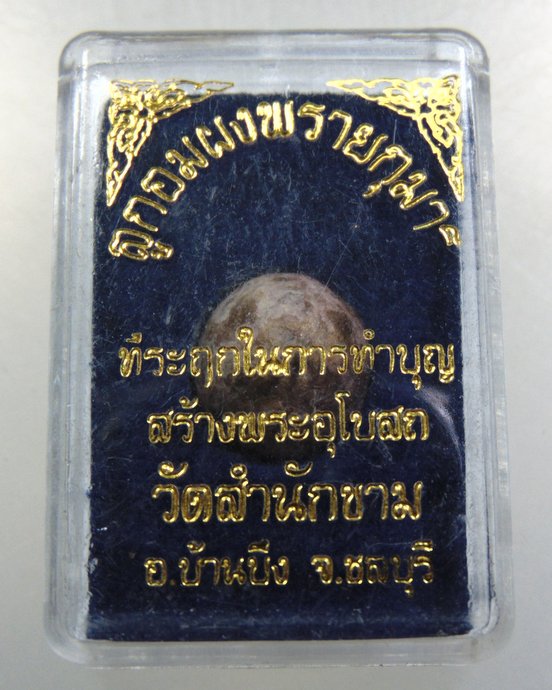 ลูกอมผงพรายกุมาร
ที่ระฤกในการทำบุญ
สร้างพระอุโบสถ
วัดสำนักขาม
อ.บ้านบึง จ.ชลบุรี